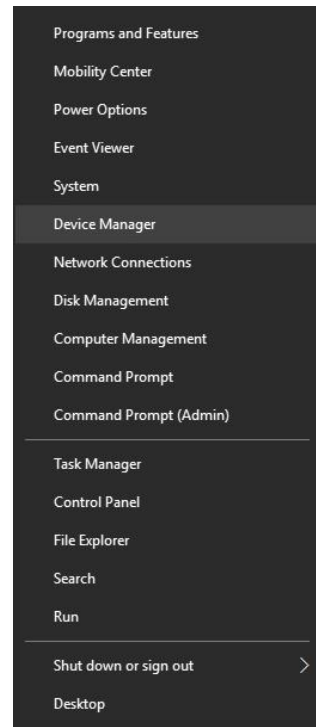 Programs and Features
Mobility Center
Power Options
Event Viewer
System
Device Manager
Network Connections
Disk Management
Computer Management
Command Prompt
Command Prompt (Admin)
Task Manager
Control Panel
File Explorer
Search
Run
Shut down or sign out
Desktop